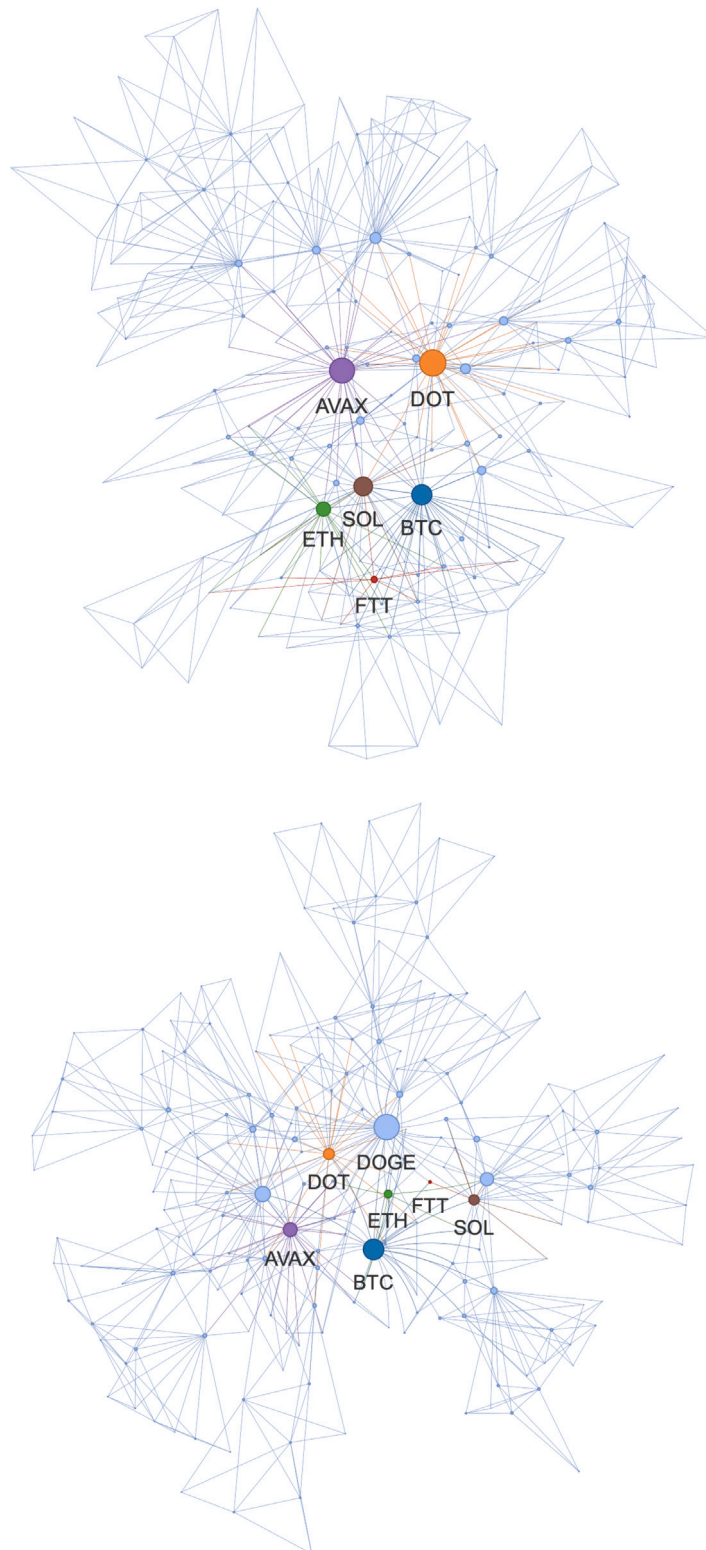 AVAX
DOT
SOL
BTC
ETH
FTT
DOGE
DOT
FTT
ETH
SOL
AVAX
BTC